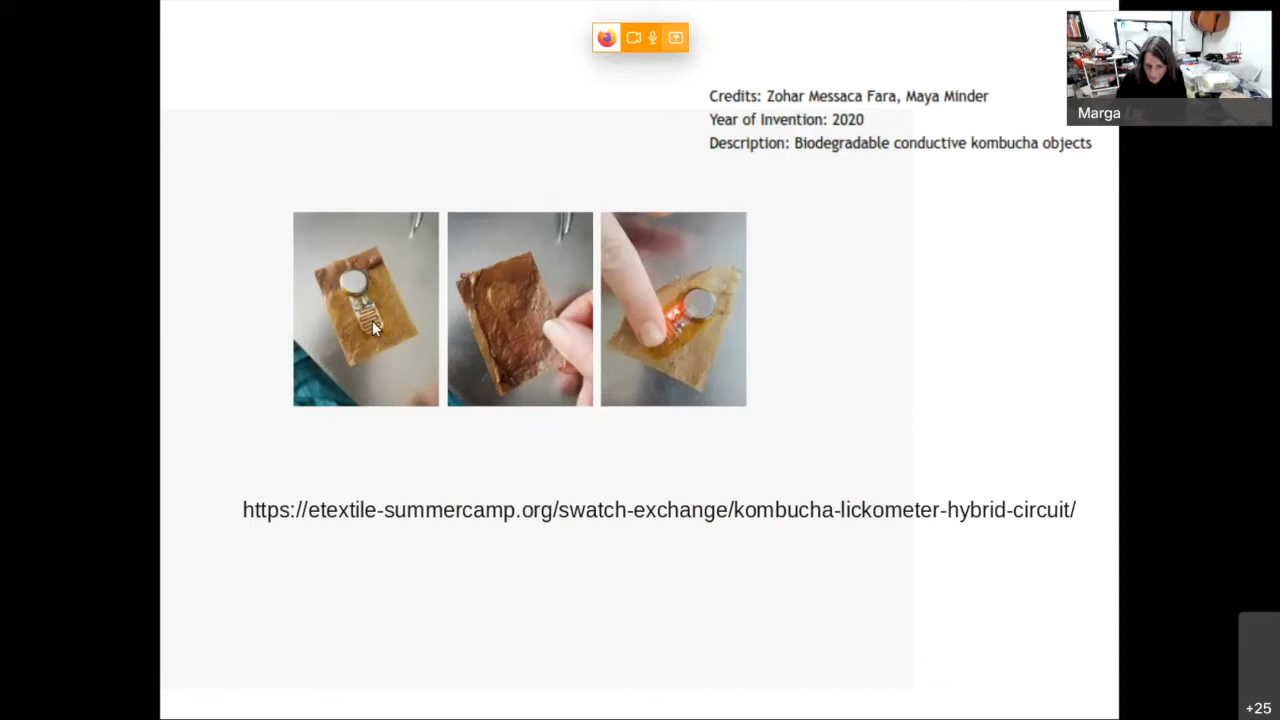 Credits: Zohar Messaca Fara, Maya Minder
Year of Invention: 2020
Description: Biodegradable conductive kombucha objects
Marga
https://etextile-summercamp.org/swatch-exchange/kombucha-lickometer-hybrid-circuit/
+25